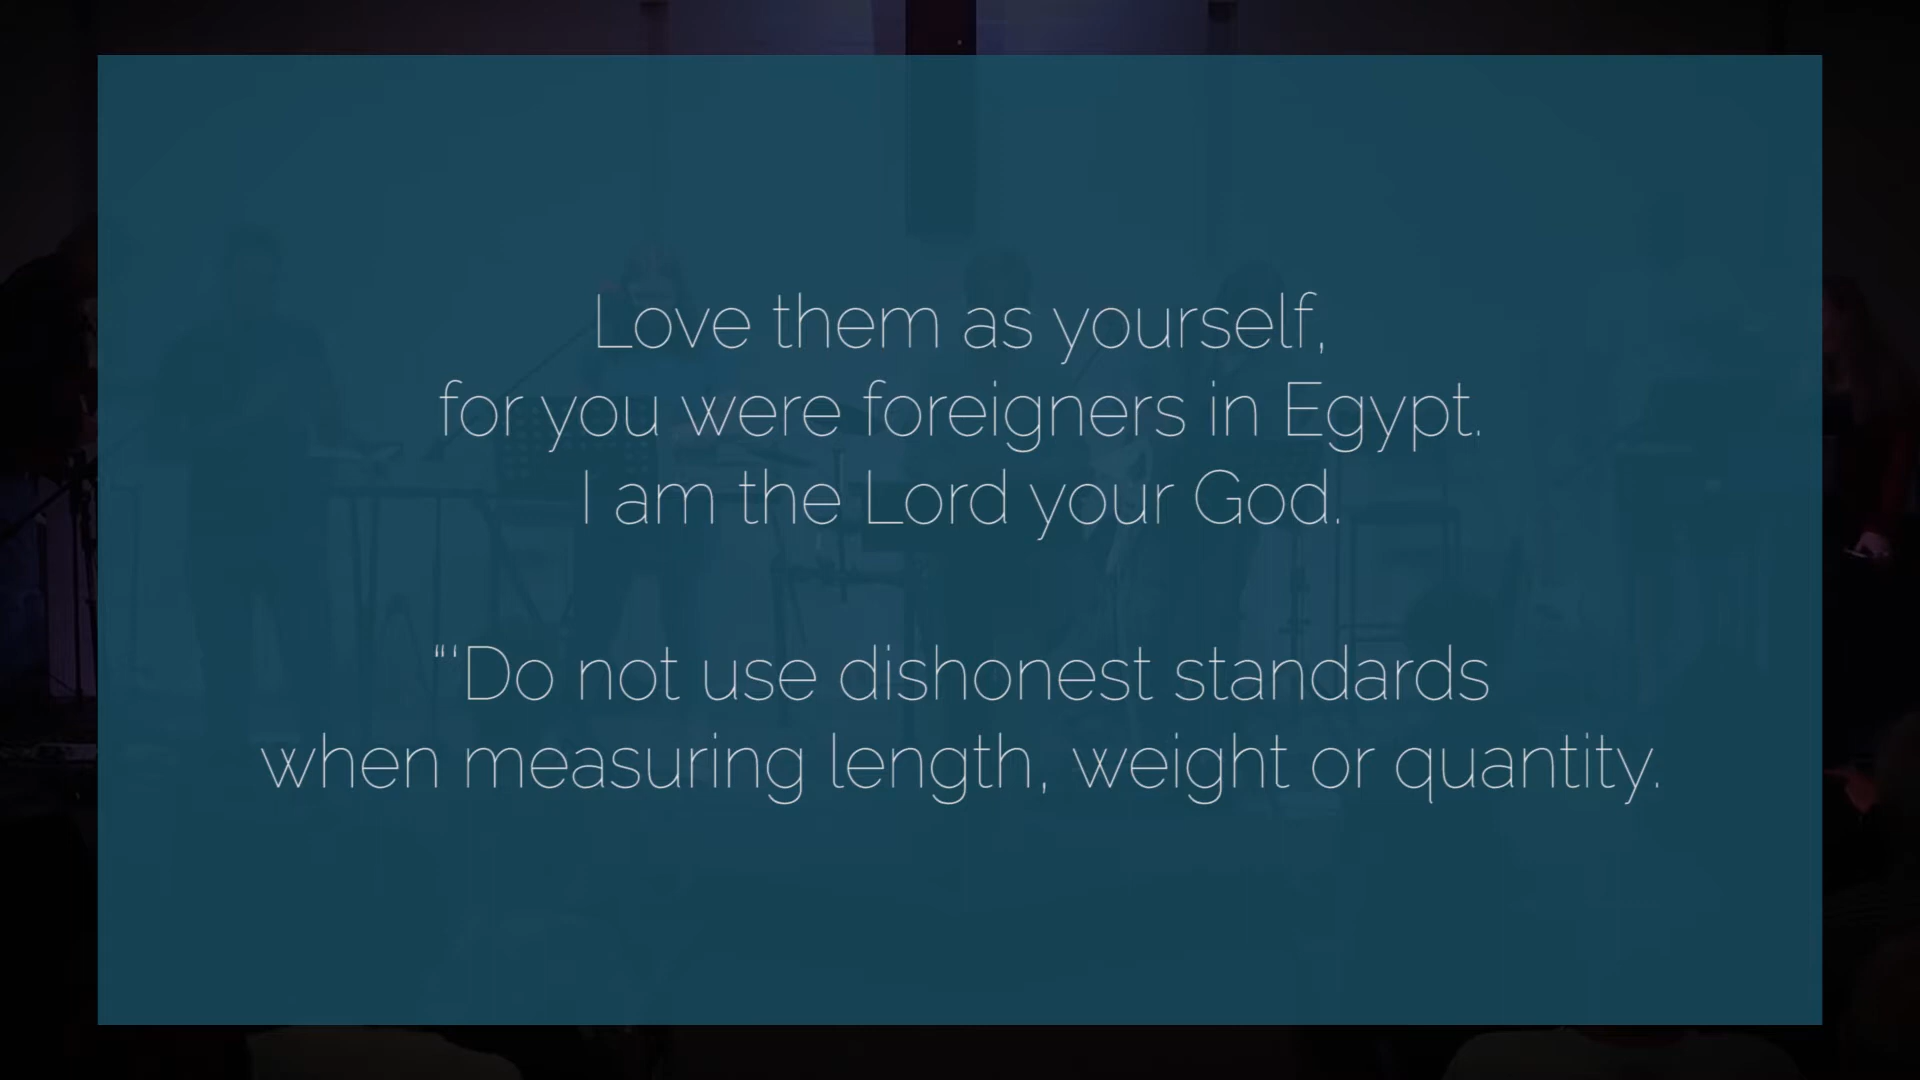 Love them as yourself,
for you were foreigners in Egypt.
I am the Lord your God.
“‘Do not use dishonest standards
when measuring length, weight or quantity.